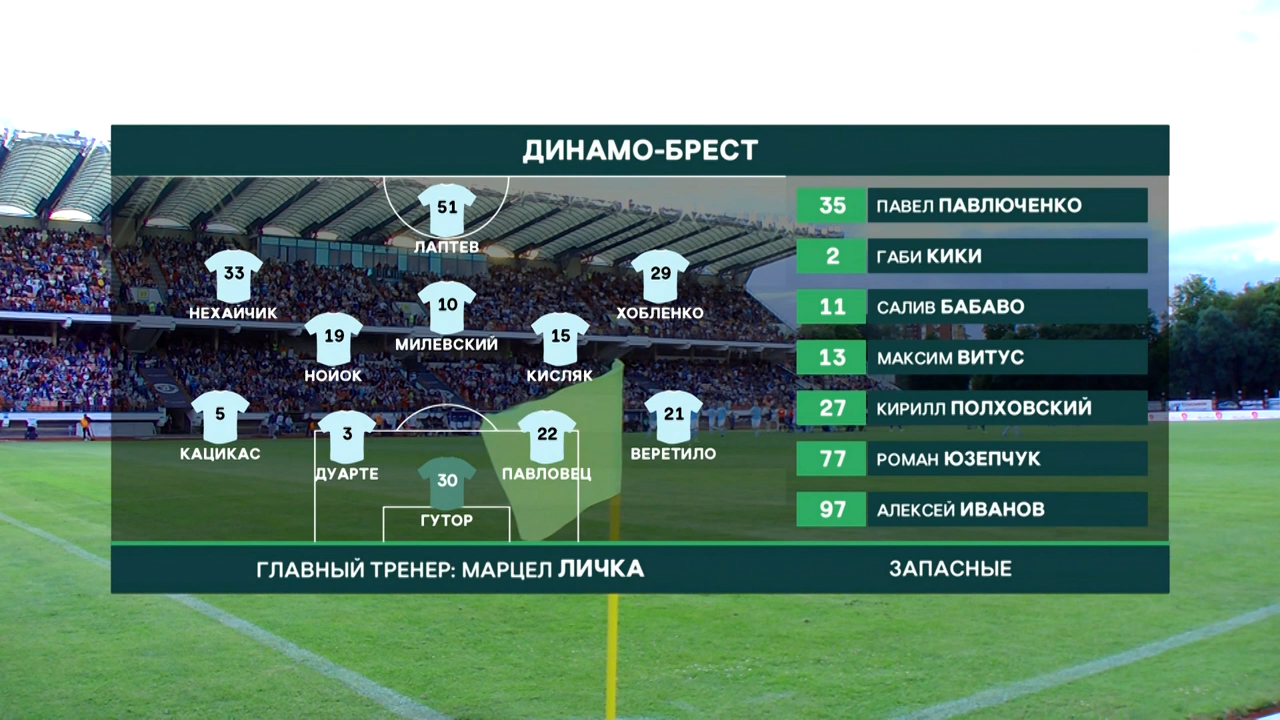 ДИНАМО-БРЕСТ
51
ЛАПТЕВ
33
НЕХАЙЧИК
29
ХОБЛЕНКО
10
МИЛЕВСКИЙ
19
НОЙОК
15
КИСЛЯК
5
КАЦИКАС
21
ВЕРЕТИЛО
3
ДУАРТЕ
22
ПАВЛОВЕЦ
30
ГУТОР
35 ПАВЕЛ ПАВЛЮЧЕНКО
2 ГАБИ КИКИ
11 САЛИВ БАБАВО
13 МАКСИМ ВИТУС
27 КИРИЛЛ ПОЛХОВСКИЙ
77 РОМАН ЮЗЕПЧУК
97 АЛЕКСЕЙ ИВАНОВ
ГЛАВНЫЙ ТРЕНЕР: МАРЦЕЛ ЛИЧКА
ЗАПАСНЫЕ